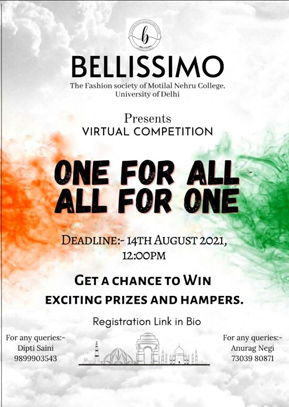 b
BELLISSIMO
The Fashion society of Motilal Nehru College,
University of Delhi
Presents
VIRTUAL COMPETITION
ONE FOR ALL
ALL FOR ONE
DEADLINE:- 14TH AUGUST 2021,
12:00PM
GET A CHANCE TO WIN
EXCITING PRIZES AND HAMPERS.
Registration Link in Bio
For any queries:-
Dipti Saini
9899903543
For any queries:-
Anurag Negi
73039 80871